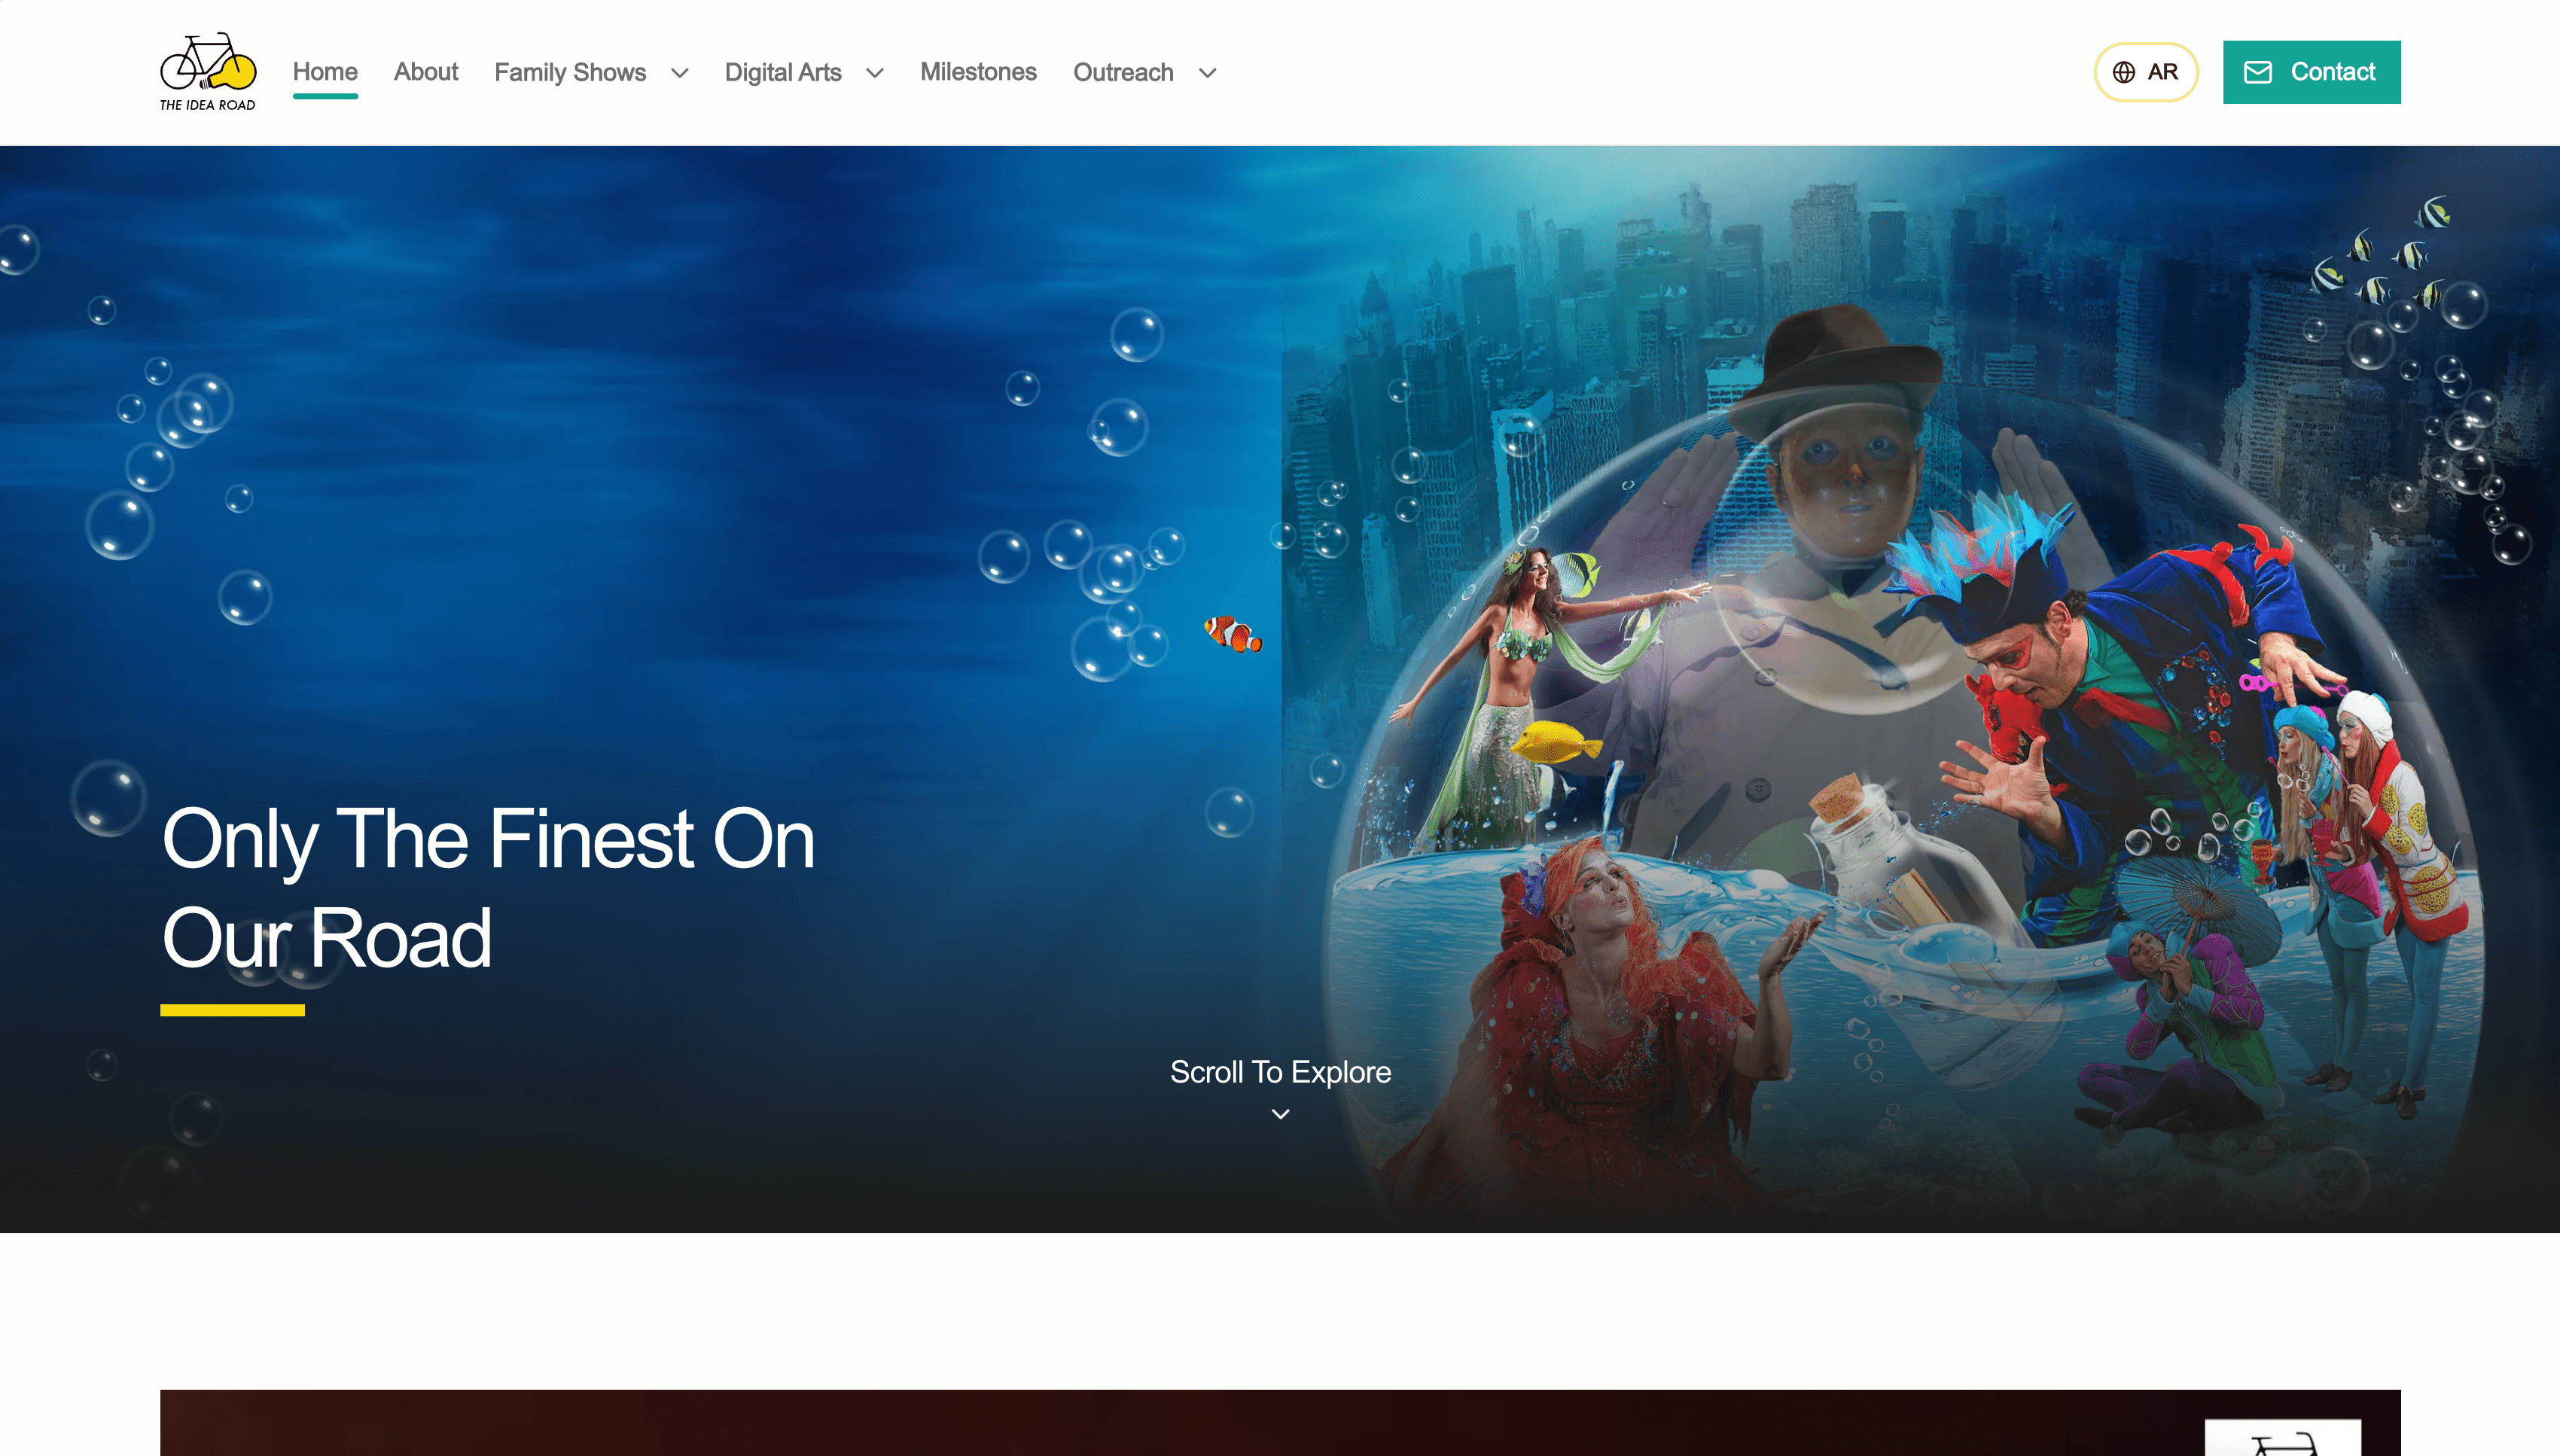 THE IDEA ROAD
Home
About
Family Shows
Digital Arts
Milestones
Outreach
AR
Contact
Only The Finest On
Our Road
Scroll To Explore